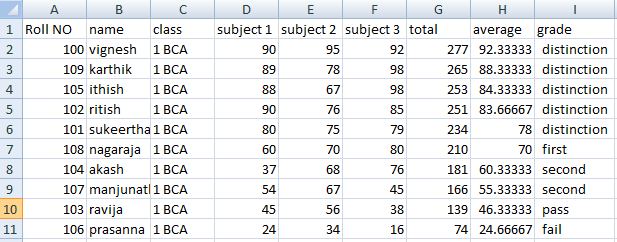 A B C D E F G H I
1 Roll NO name class subject 1 subject 2 subject 3 total average grade
2 100 vignesh 1 BCA 90 95 92 277 92.33333 distinction
3 109 karthik 1 BCA 89 78 98 265 88.33333 distinction
4 105 ithish 1 BCA 88 67 98 253 84.33333 distinction
5 102 ritish 1 BCA 90 76 85 251 83.66667 distinction
6 101 sukeertha 1 BCA 80 75 79 234 78 distinction
7 108 nagaraja 1 BCA 60 70 80 210 70 first
8 104 akash 1 BCA 37 68 76 181 60.33333 second
9 107 manjunatl 1 BCA 54 67 45 166 55.33333 second
10 103 ravija 1 BCA 45 56 38 139 46.33333 pass
11 106 prasanna 1 BCA 24 34 16 74 24.66667 fail